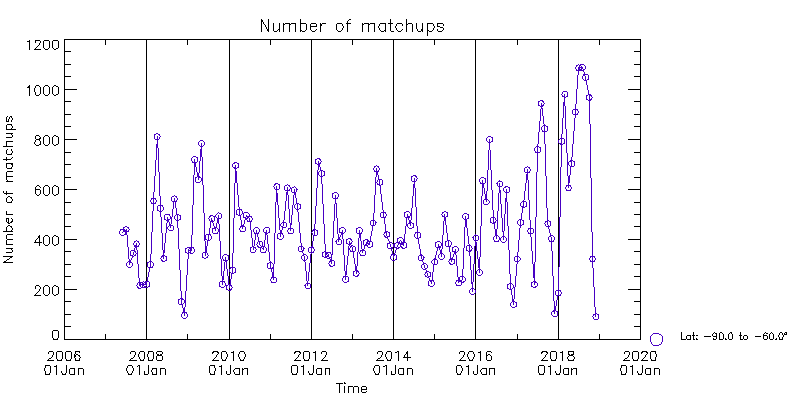 Number of matchups
1200
1000
800
600
400
200
0
Number of matchups
2006 2008 2010 2012 2014 2016 2018 2020
01Jan 01Jan 01Jan 01Jan 01Jan 01Jan 01Jan 01Jan
Time
Lat: −90.0 to −60.0°